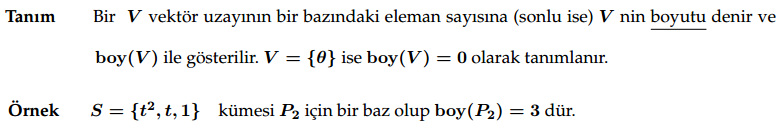 Tanım Bir V vektör uzayının bir bazındaki eleman sayısına (sonlu ise) V nin boyutu denir ve
boy(V) ile gösterilir. V = {θ} ise boy(V) = 0 olarak tanımlanır.
Örnek S = {t², t, 1} kümesi P₂ için bir baz olup boy(P₂) = 3 dür.